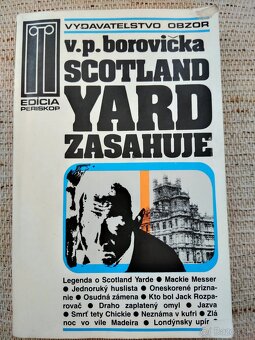 VYDAVATEĽSTVO OBZOR
v.p.borovička
SCOTLAND
YARD
ZASAHUJE
EDÍCIA
PERISKOP
Legenda o Scotland Yarde ● Mackie Messer
● Jednoruký huslista ● Oneskorené prizna-
nie ● Osudná zámena ● Kto bol Jack Rozpa-
rovač ● Draho zaplatený omyl ● Jazva
● Smrť tety Chickie ● Neznáma v kufri ● Zlá
noc vo vile Madeira ● Londýnsky upír